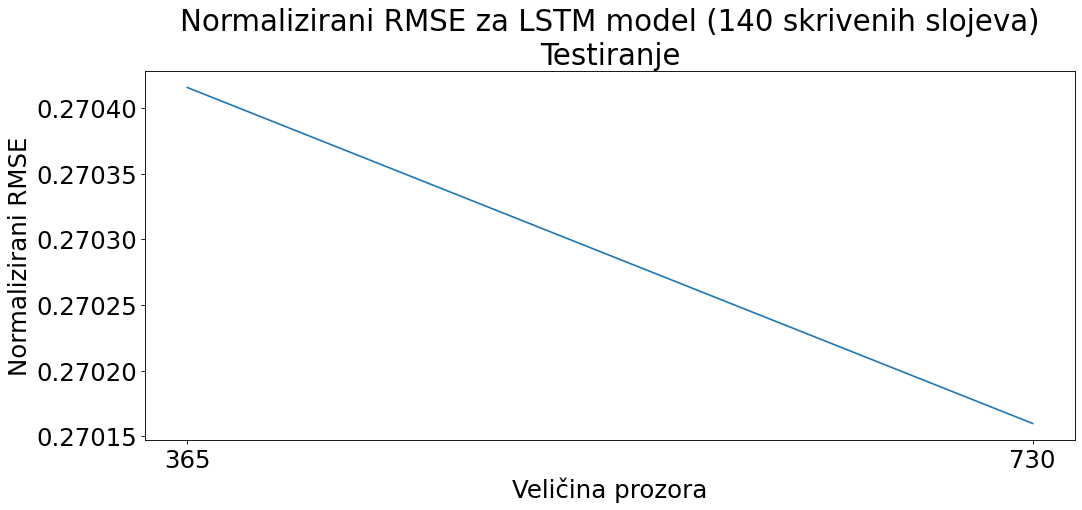 Normalizirani RMSE za LSTM model (140 skrivenih slojeva)
Testiranje
Normalizirani RMSE
0.27040
0.27035
0.27030
0.27025
0.27020
0.27015
365
730
Veličina prozora